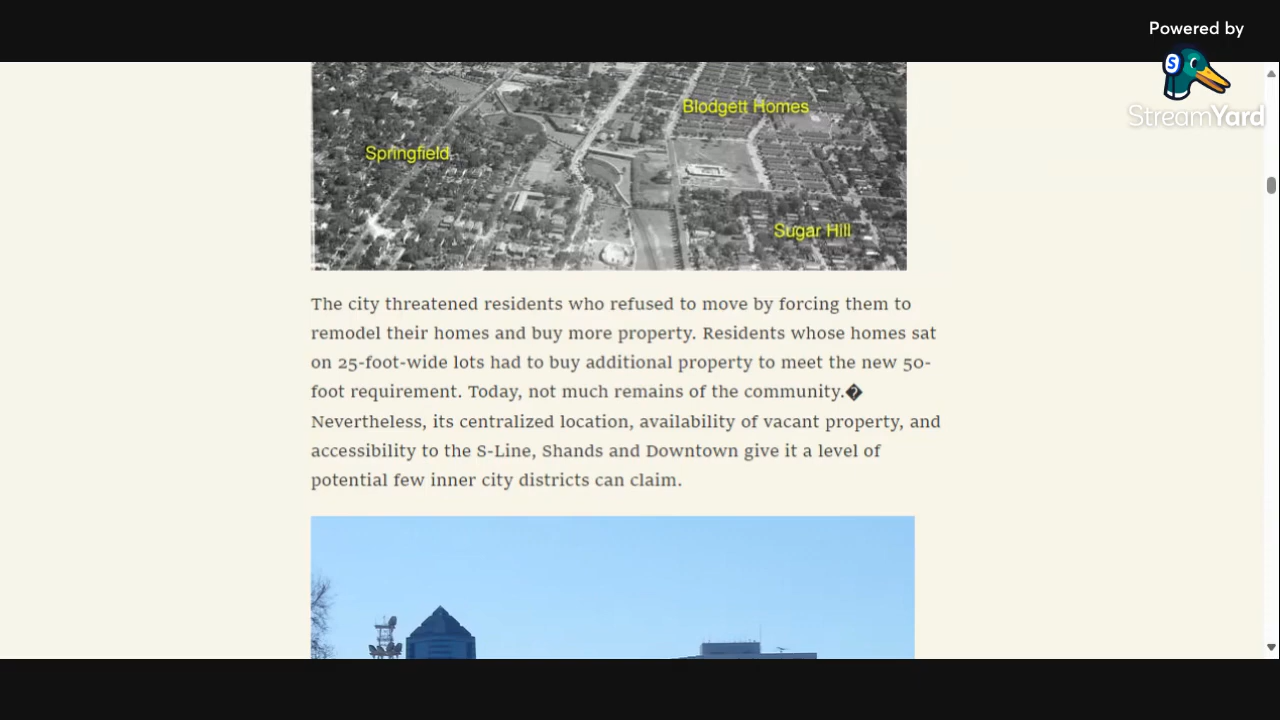 Powered by
StreamYard
Blodgett Homes
Springfield
Sugar Hill
The city threatened residents who refused to move by forcing them to
remodel their homes and buy more property. Residents whose homes sat
on 25-foot-wide lots had to buy additional property to meet the new 50-
foot requirement. Today, not much remains of the community.�
Nevertheless, its centralized location, availability of vacant property, and
accessibility to the S-Line, Shands and Downtown give it a level of
potential few inner city districts can claim.